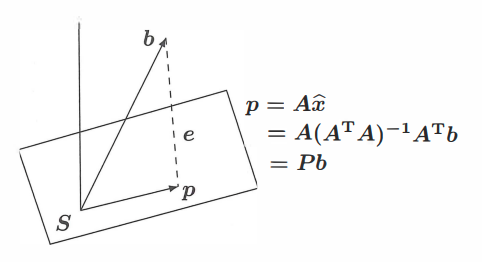 b
p = Ax̂
e
= A(AᵀA)⁻¹Aᵀb
= Pb
p
S